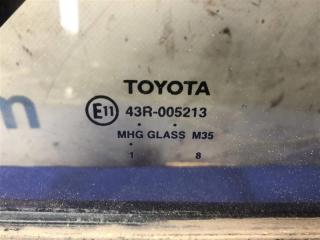 TOYOTA
E11 43R-005213
. .
MHG GLASS M35
. .
1 8
m